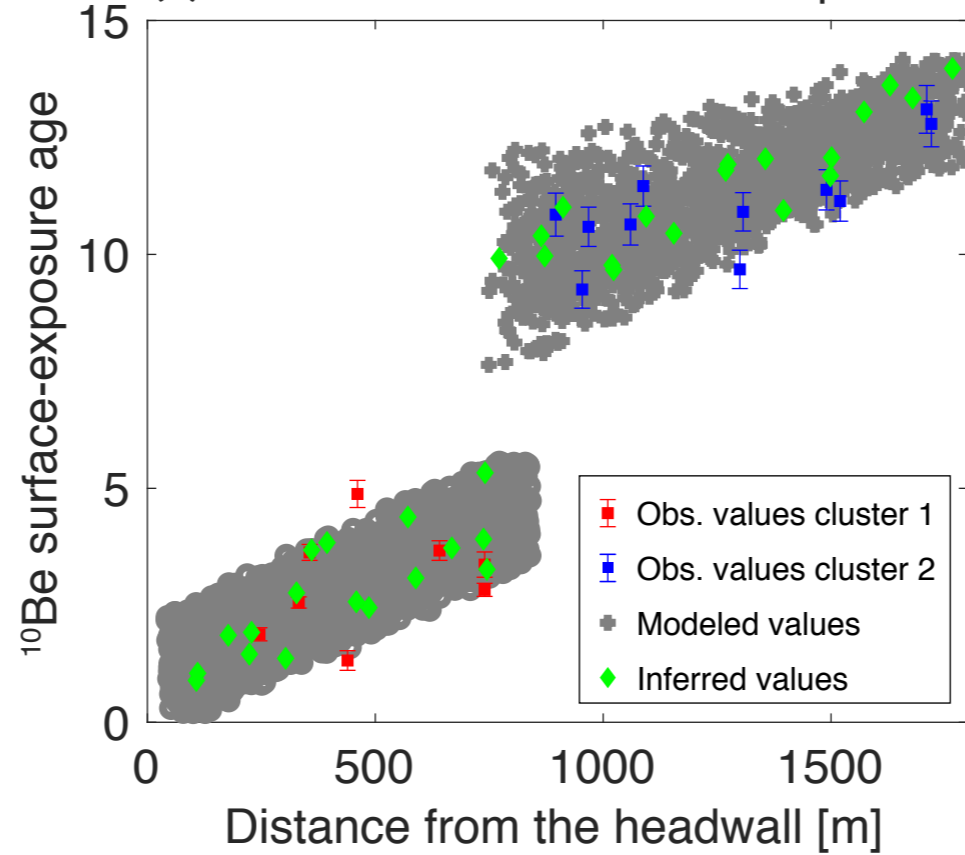 15
10
5
0
¹⁰Be surface-exposure age
0 500 1000 1500
Distance from the headwall [m]
Obs. values cluster 1
Obs. values cluster 2
Modeled values
Inferred values